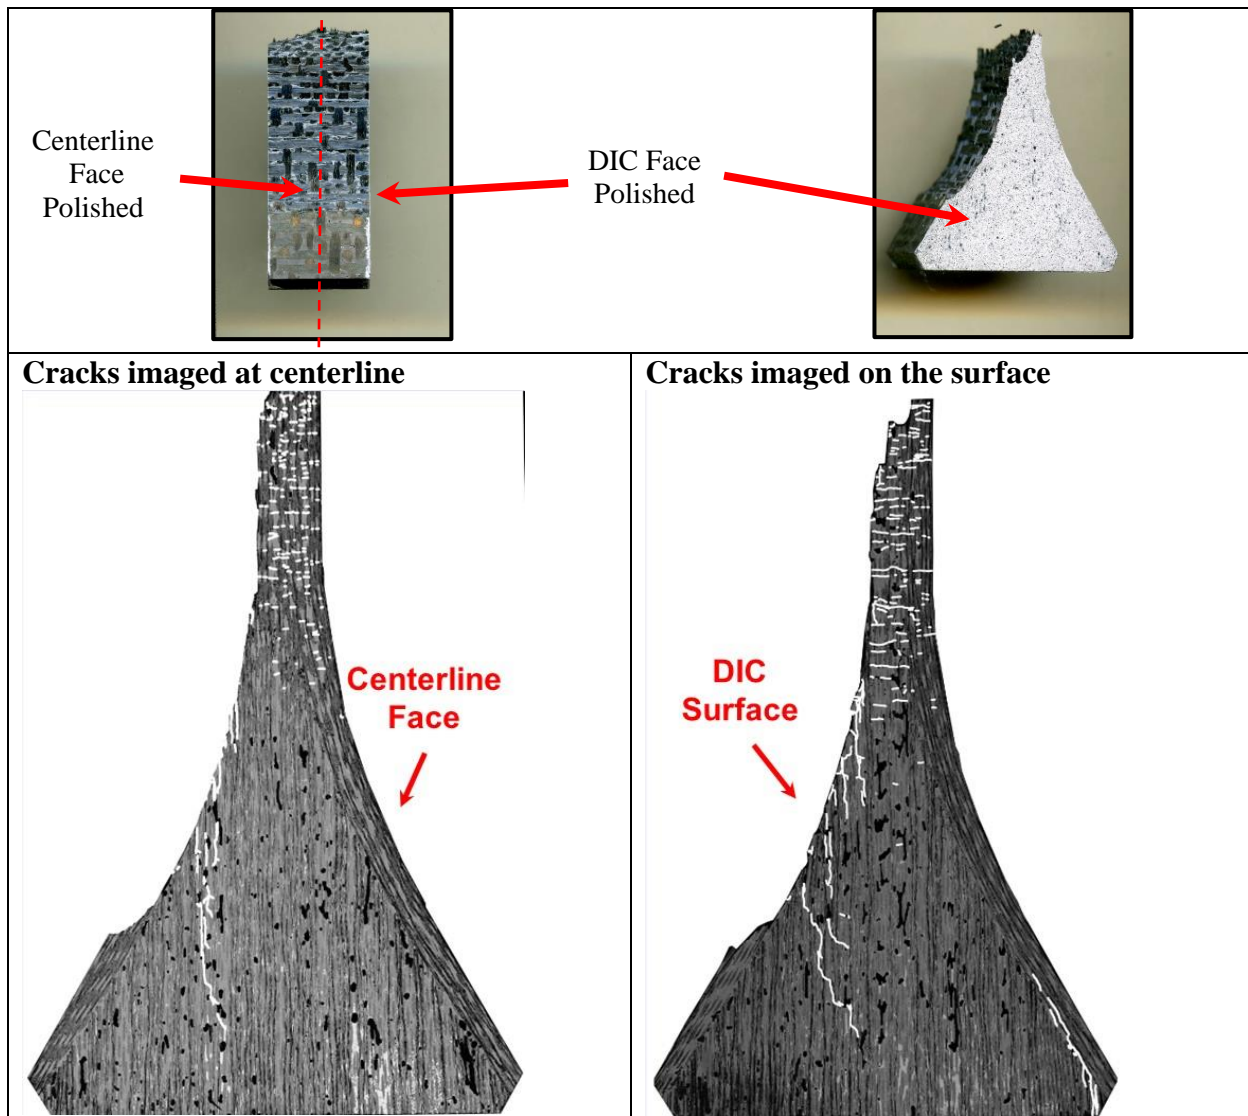 Centerline
Face
Polished
DIC Face
Polished
Cracks imaged at centerline
Cracks imaged on the surface
Centerline
Face
DIC
Surface